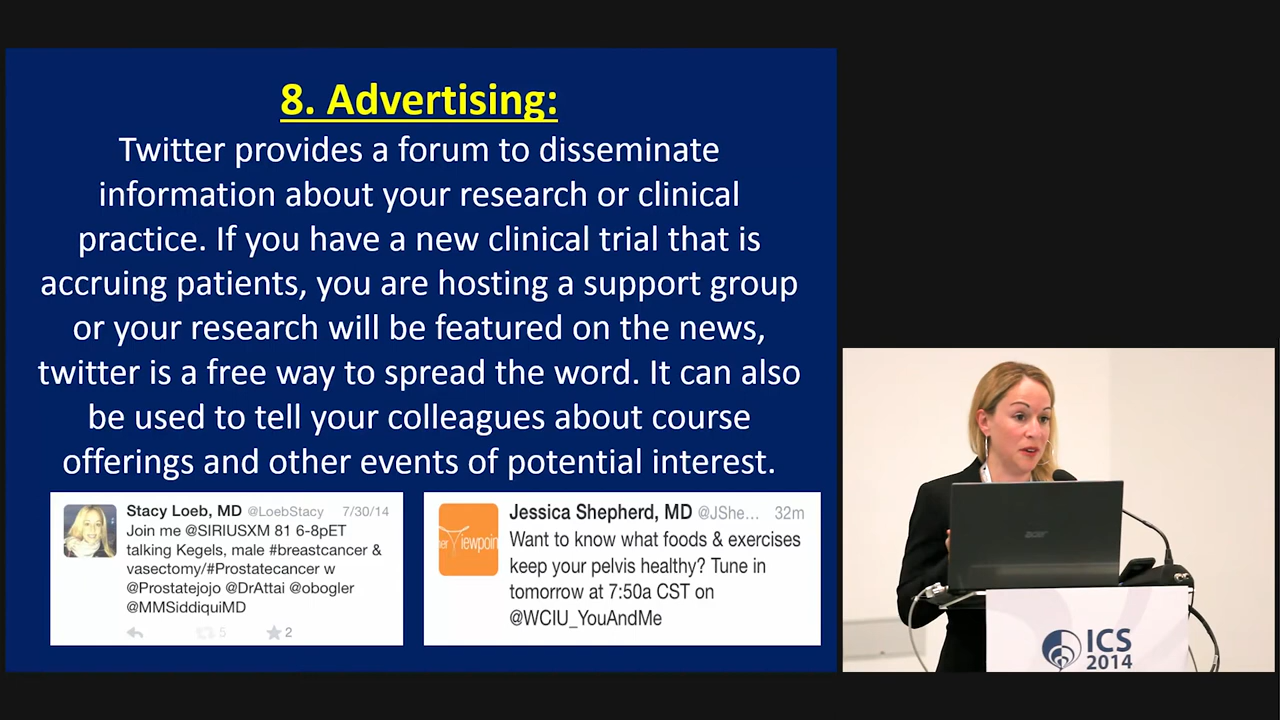 8. Advertising:
Twitter provides a forum to disseminate
information about your research or clinical
practice. If you have a new clinical trial that is
accruing patients, you are hosting a support group
or your research will be featured on the news,
twitter is a free way to spread the word. It can also
be used to tell your colleagues about course
offerings and other events of potential interest.
Stacy Loeb, MD @LoebStacy 7/30/14
Join me @SIRIUSXM 81 6-8pET
talking Kegels, male #breastcancer &
vasectomy/#Prostatecancer w
@Prostatejojo @DrAttai @obogler
@MMSiddiquiMD
5 2
Jessica Shepherd, MD @JShe... 32m
Want to know what foods & exercises
keep your pelvis healthy? Tune in
tomorrow at 7:50a CST on
@WCIU_YouAndMe
acer
ICS
2014